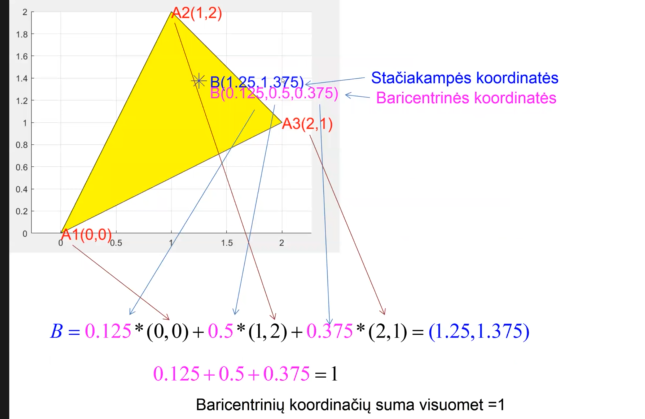 2
A2(1,2)
1.8
1.6
1.4
B(1.25,1.375)
Stačiakampės koordinatės
1.2
B(0.125,0.5,0.375)
Baricentrinės koordinatės
1
A3(2,1)
0.8
0.6
0.4
0.2
0
A1(0,0)
0 0.5 1 1.5 2
B = 0.125*(0,0)+0.5*(1,2)+0.375*(2,1) = (1.25,1.375)
0.125+0.5+0.375=1
Baricentrinių koordinačių suma visuomet =1